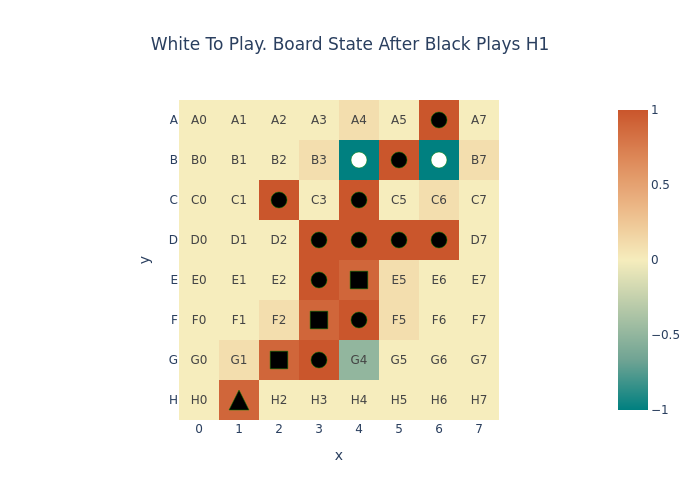 White To Play. Board State After Black Plays H1
A A0 A1 A2 A3 A4 A5 A7
B B0 B1 B2 B3 B7
C C0 C1 C3 C5 C6 C7
D D0 D1 D2 D7
E E0 E1 E2 E5 E6 E7
F F0 F1 F2 F5 F6 F7
G G0 G1 G4 G5 G6 G7
H H0 H2 H3 H4 H5 H6 H7
0 1 2 3 4 5 6 7
x
y
1
0.5
0
−0.5
−1